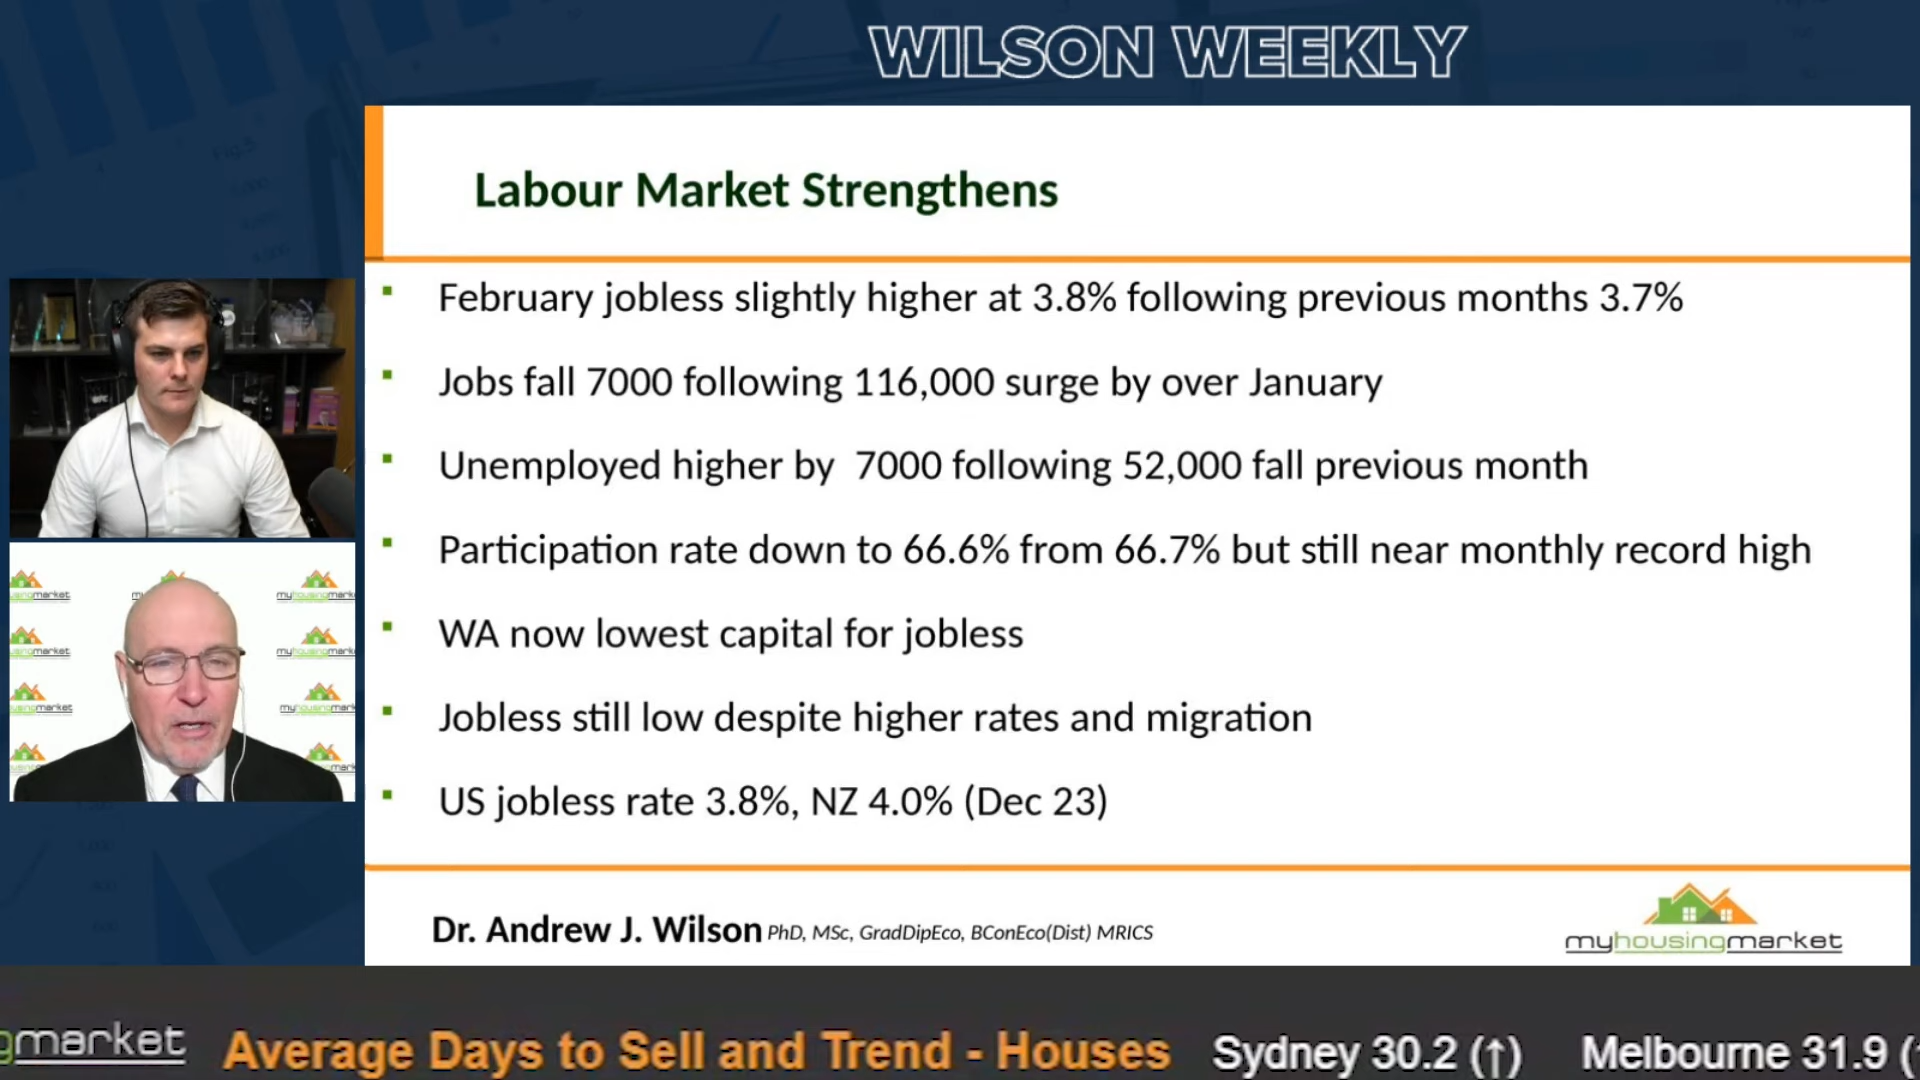 WILSON WEEKLY
Labour Market Strengthens
February jobless slightly higher at 3.8% following previous months 3.7%
Jobs fall 7000 following 116,000 surge by over January
Unemployed higher by  7000 following 52,000 fall previous month
Participation rate down to 66.6% from 66.7% but still near monthly record high
WA now lowest capital for jobless
Jobless still low despite higher rates and migration
US jobless rate 3.8%, NZ 4.0% (Dec 23)
Dr. Andrew J. Wilson PhD, MSc, GradDipEco, BConEco(Dist) MRICS
myhousingmarket
gmarket Average Days to Sell and Trend - Houses Sydney 30.2 (↑) Melbourne 31.9 (